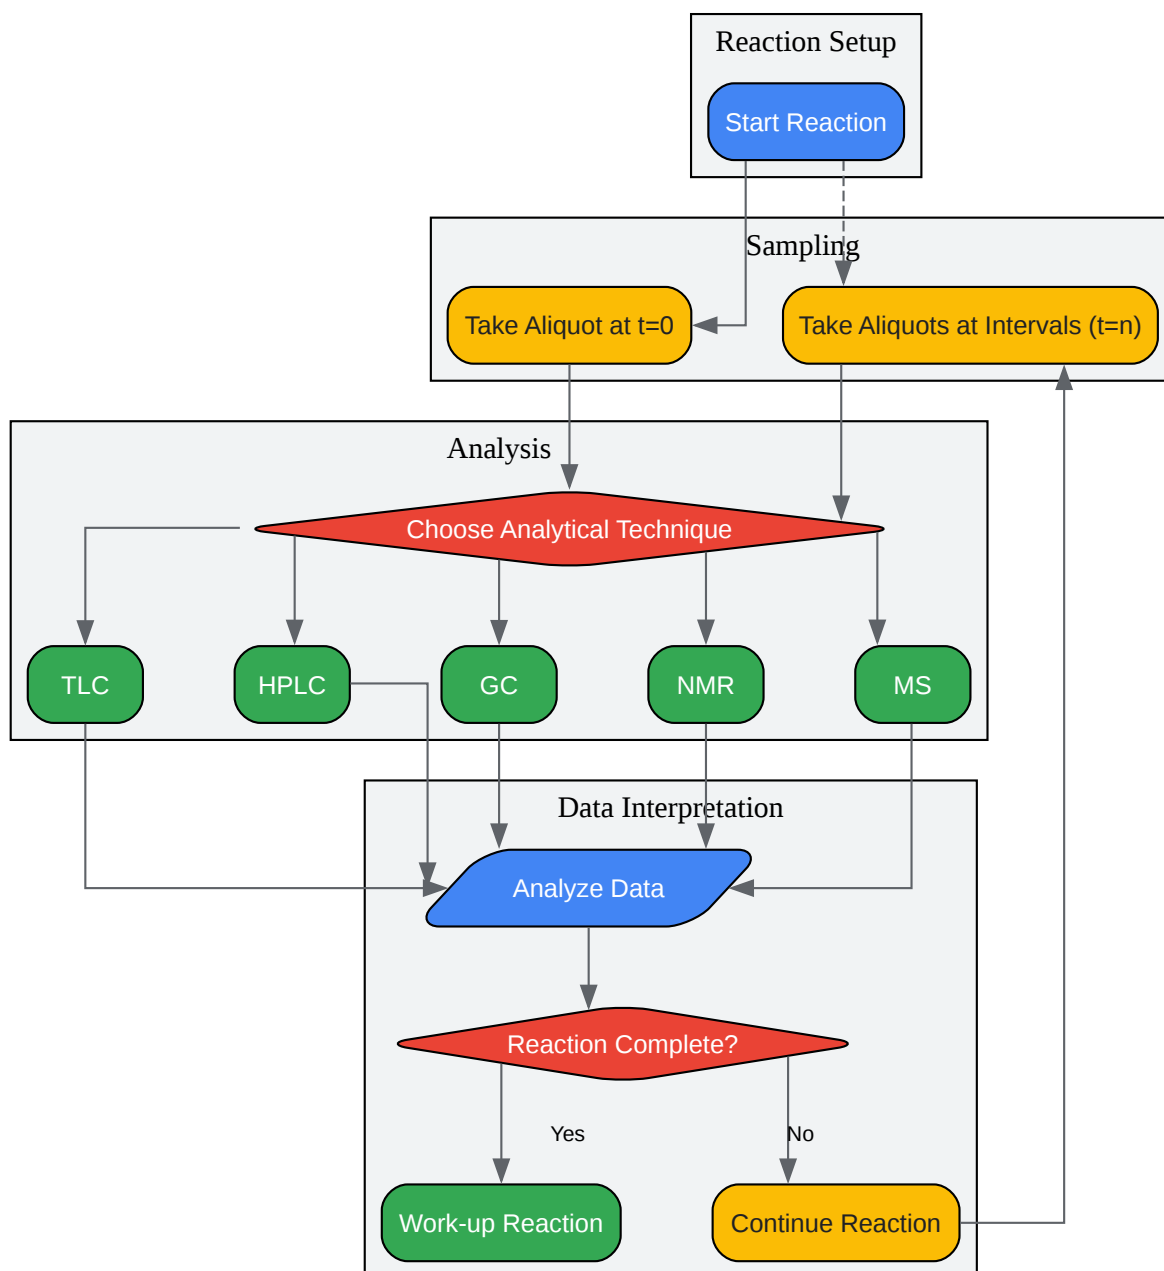 Reaction Setup
Start Reaction
Sampling
Take Aliquot at t=0
Take Aliquots at Intervals (t=n)
Analysis
Choose Analytical Technique
TLC
HPLC
GC
NMR
MS
Data Interpretation
Analyze Data
Reaction Complete?
Yes
No
Work-up Reaction
Continue Reaction